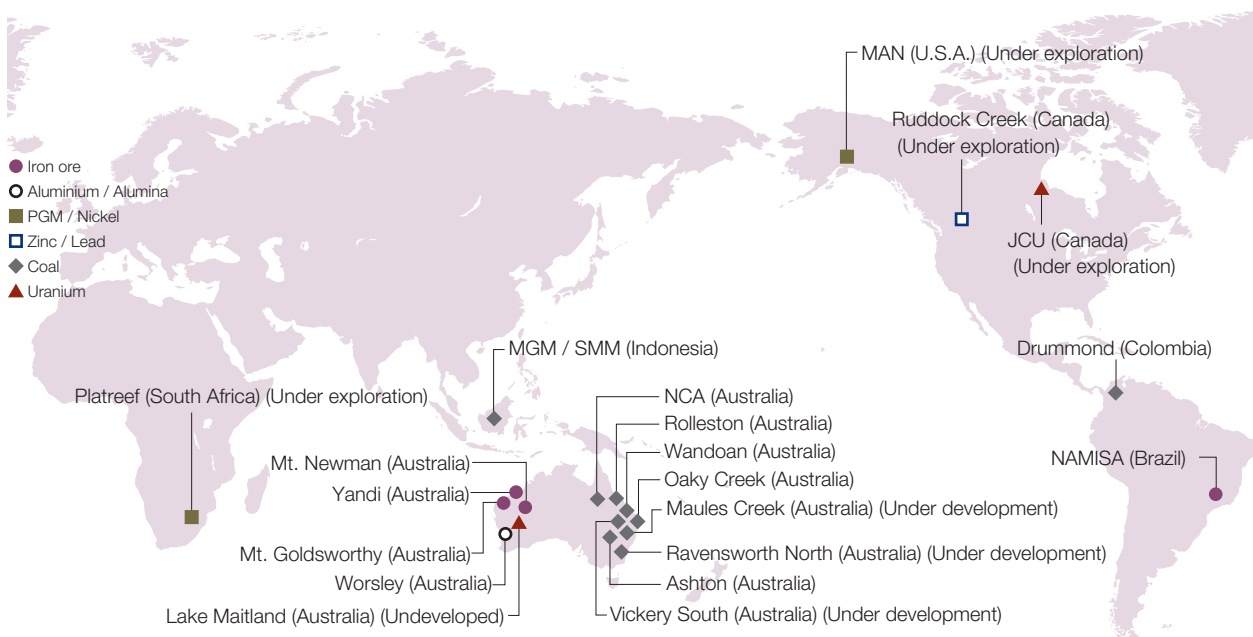 MAN (U.S.A.) (Under exploration)
Ruddock Creek (Canada)
(Under exploration)
Iron ore
Aluminium / Alumina
PGM / Nickel
Zinc / Lead
Coal
Uranium
JCU (Canada)
(Under exploration)
MGM / SMM (Indonesia)
Drummond (Colombia)
Platreef (South Africa) (Under exploration)
NCA (Australia)
Rolleston (Australia)
Wandoan (Australia)
Mt. Newman (Australia)
NAMISA (Brazil)
Oaky Creek (Australia)
Yandi (Australia)
Maules Creek (Australia) (Under development)
Mt. Goldsworthy (Australia)
Ravensworth North (Australia) (Under development)
Worsley (Australia)
Ashton (Australia)
Lake Maitland (Australia) (Undeveloped)
Vickery South (Australia) (Under development)